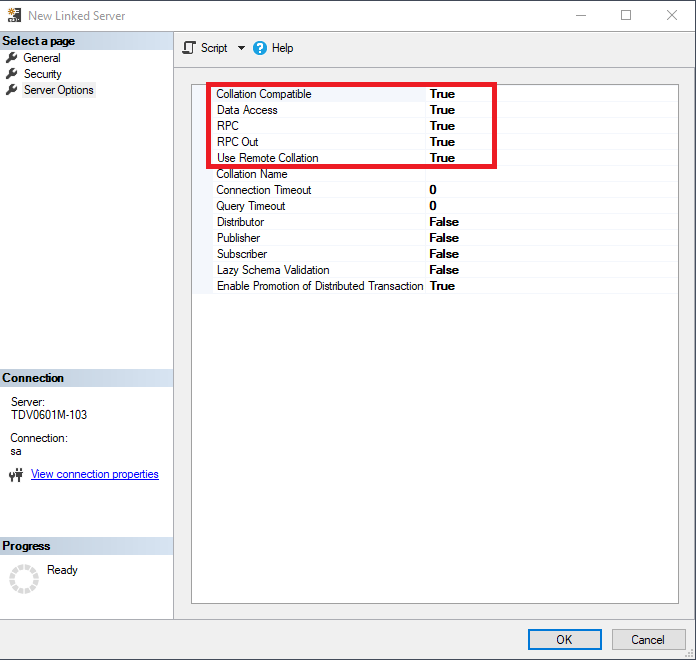 New Linked Server
Select a page
General
Security
Server Options
Script
Help
Collation Compatible True
Data Access True
RPC True
RPC Out True
Use Remote Collation True
Collation Name
Connection Timeout 0
Query Timeout 0
Distributor False
Publisher False
Subscriber False
Lazy Schema Validation False
Enable Promotion of Distributed Transaction True
Connection
Server:
TDV0601M-103
Connection:
sa
View connection properties
Progress
Ready
OK
Cancel